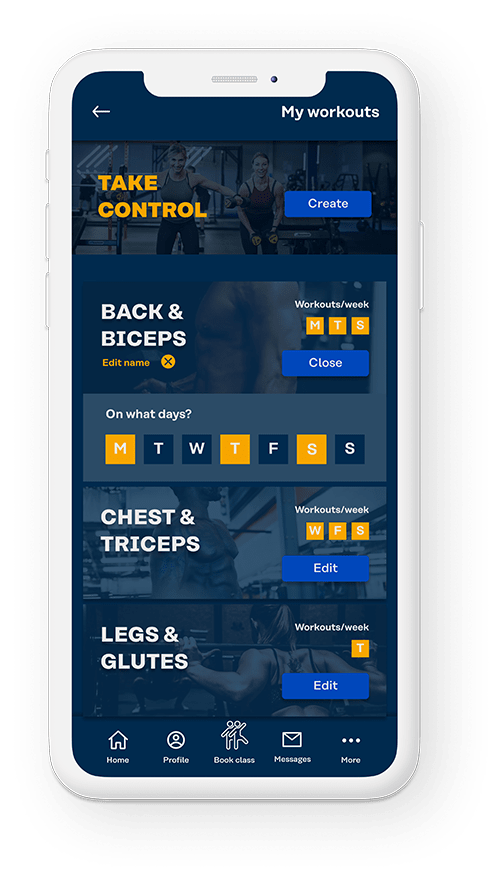 My workouts
TAKE
CONTROL
Create
BACK &
BICEPS
Edit name
Workouts/week
M T S
Close
On what days?
M T W T F S S
CHEST &
TRICEPS
Workouts/week
W F S
Edit
LEGS &
GLUTES
Workouts/week
T
Edit
Home Profile Book class Messages More